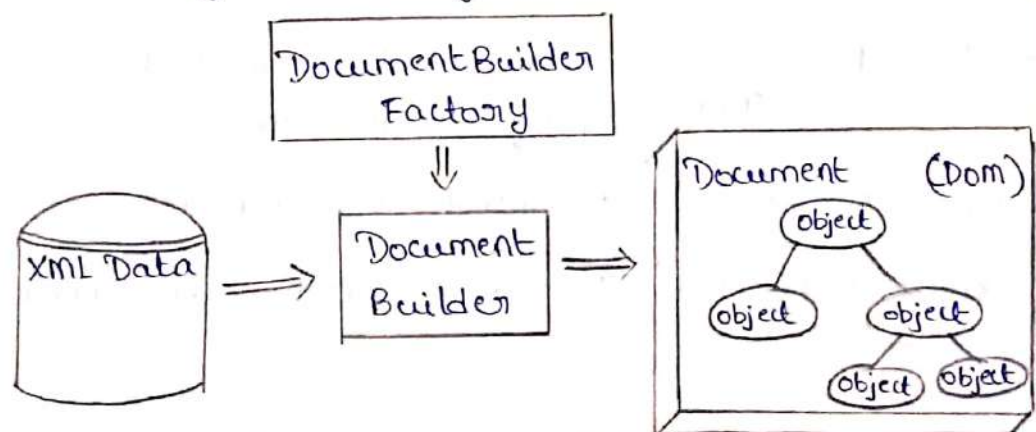 DocumentBuilder
Factory
XML Data
Document
Builder
Document (Dom)
object
object
object
object
object